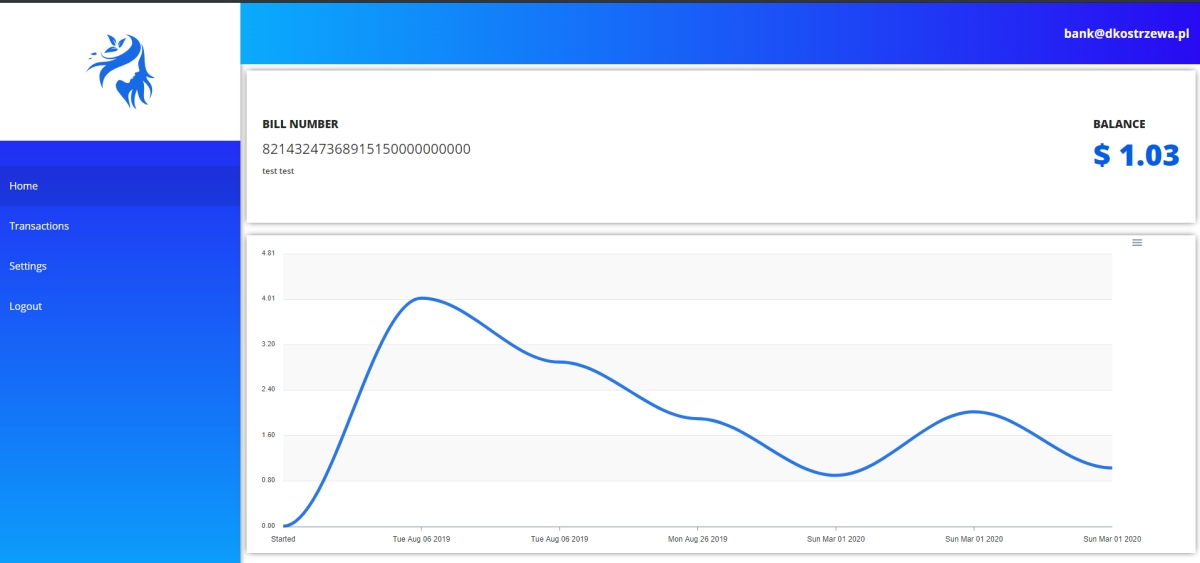 bank@dkostrzewa.pl
BILL NUMBER
82143247368915150000000000
test test
BALANCE
$ 1.03
Home
Transactions
Settings
Logout
4.81
4.01
3.20
2.40
1.60
0.80
0.00
Started Tue Aug 06 2019 Tue Aug 06 2019 Mon Aug 26 2019 Sun Mar 01 2020 Sun Mar 01 2020 Sun Mar 01 2020